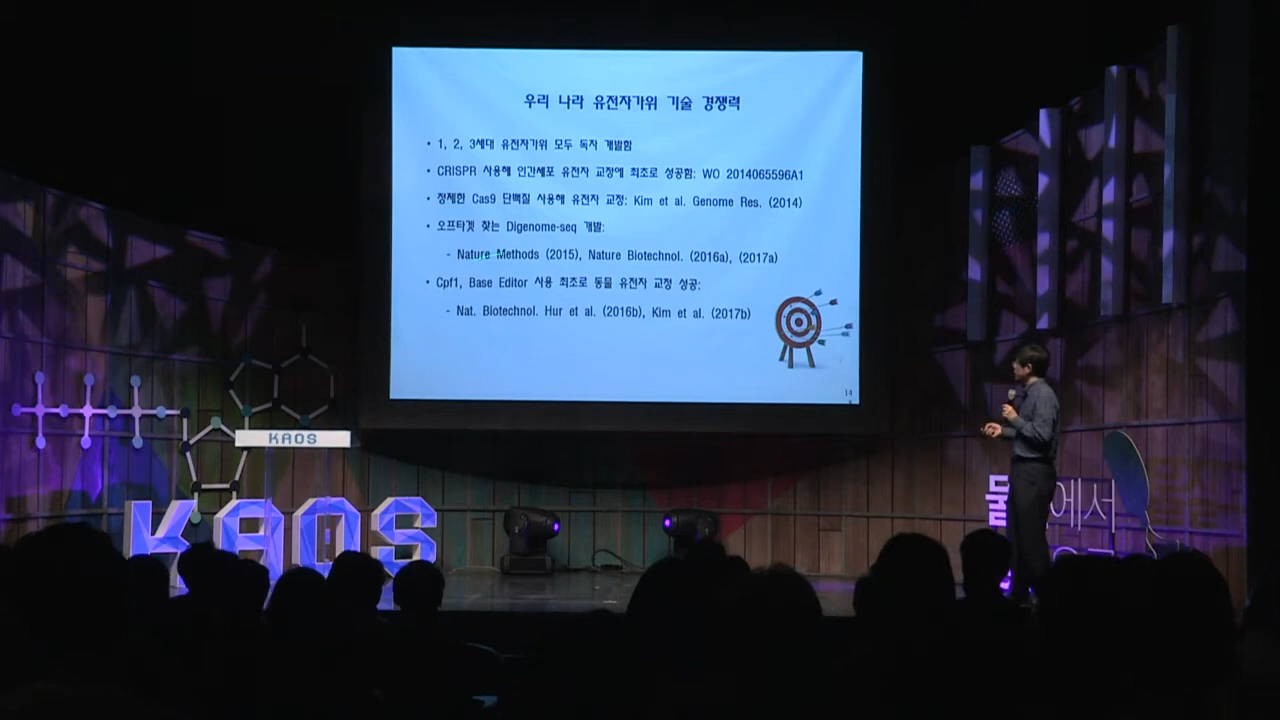 우리 나라 유전자가위 기술 경쟁력
• 1, 2, 3세대 유전자가위 모두 독자 개발함
• CRISPR 사용해 인간세포 유전자 교정에 최초로 성공함: WO 2014065596A1
• 정제한 Cas9 단백질 사용해 유전자 교정: Kim et al. Genome Res. (2014)
• 오프타겟 찾는 Digenome-seq 개발:
- Nature Methods (2015), Nature Biotechnol. (2016a), (2017a)
• Cpf1, Base Editor 사용 최초로 동물 유전자 교정 성공:
- Nat. Biotechnol. Hur et al. (2016b), Kim et al. (2017b)
14
KAOS
KAOS
에서